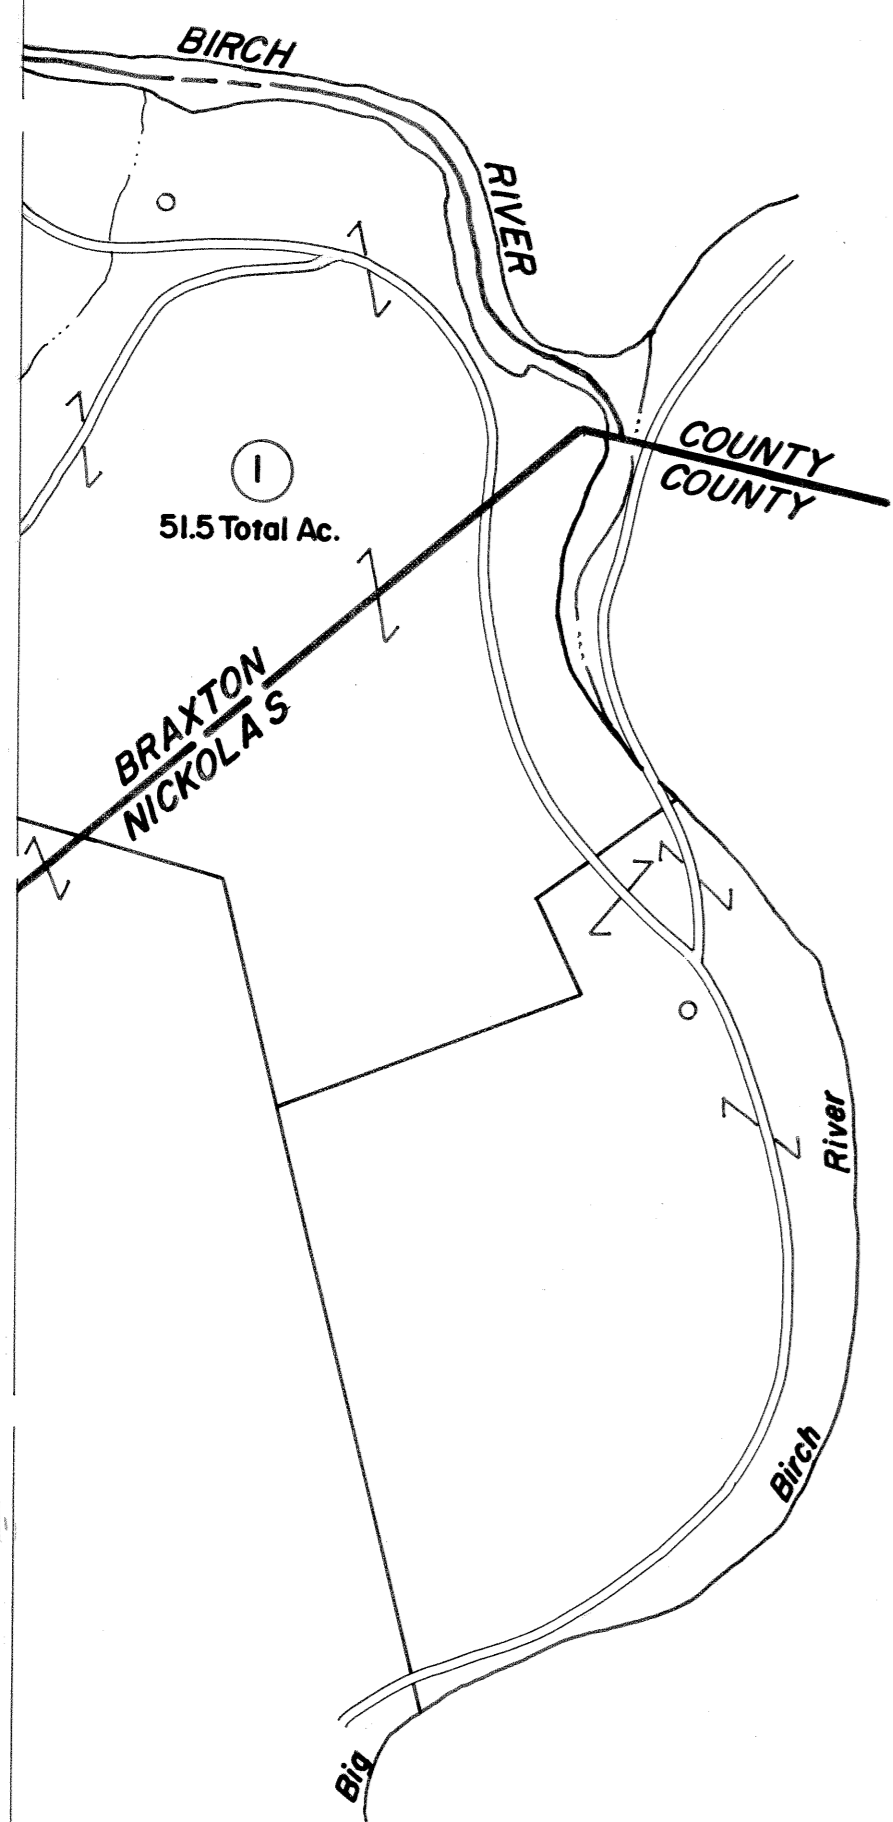 BIRCH
RIVER
COUNTY
COUNTY
1
51.5 Total Ac.
BRAXTON
NICKOLAS
River
Birch
Big